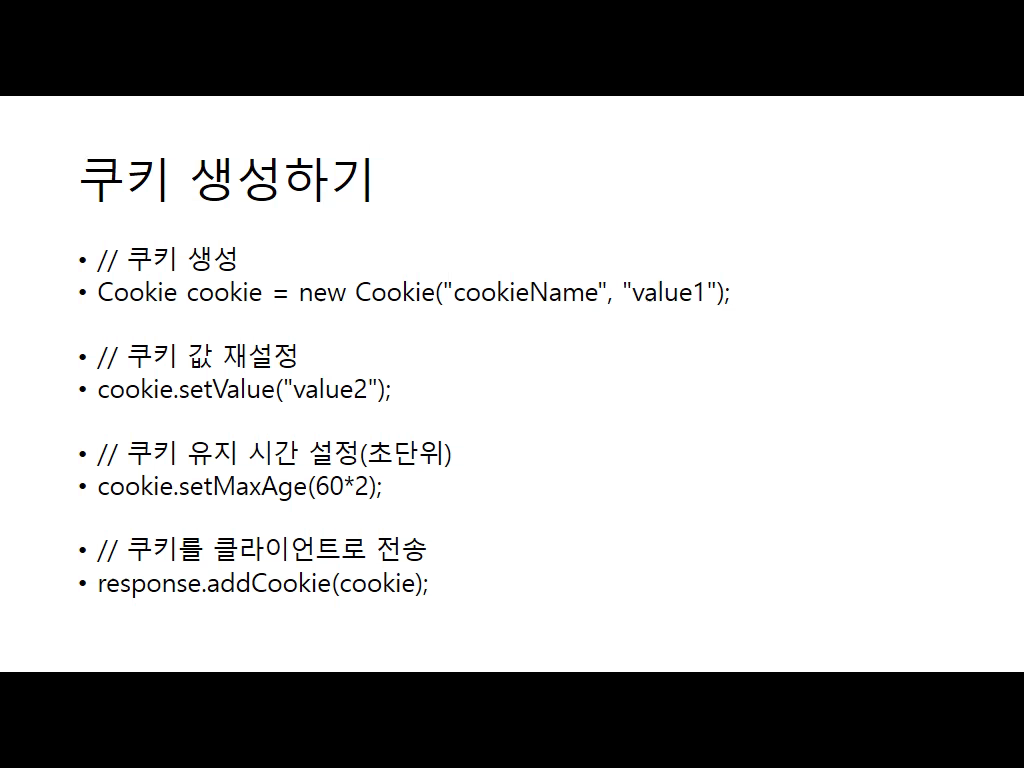 쿠키 생성하기
• // 쿠키 생성
• Cookie cookie = new Cookie("cookieName", "value1");
• // 쿠키 값 재설정
• cookie.setValue("value2");
• // 쿠키 유지 시간 설정(초단위)
• cookie.setMaxAge(60*2);
• // 쿠키를 클라이언트로 전송
• response.addCookie(cookie);